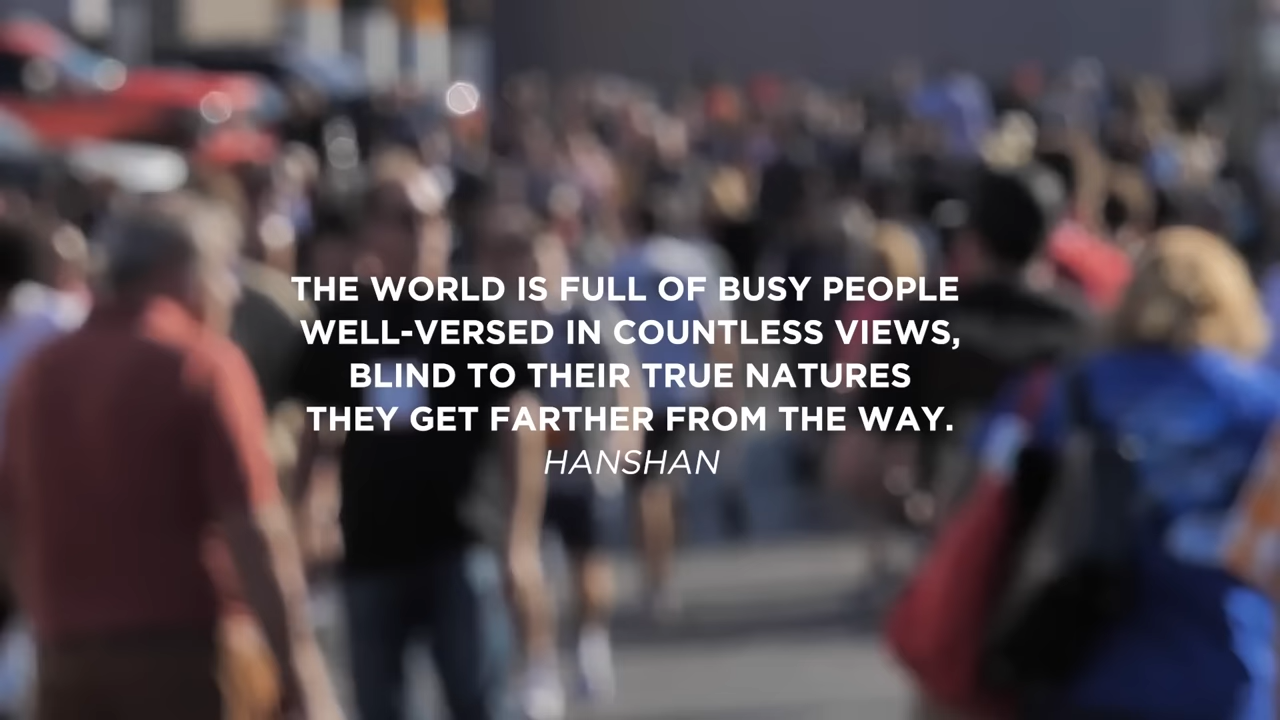 THE WORLD IS FULL OF BUSY PEOPLE
WELL-VERSED IN COUNTLESS VIEWS,
BLIND TO THEIR TRUE NATURES
THEY GET FARTHER FROM THE WAY.
HANSHAN